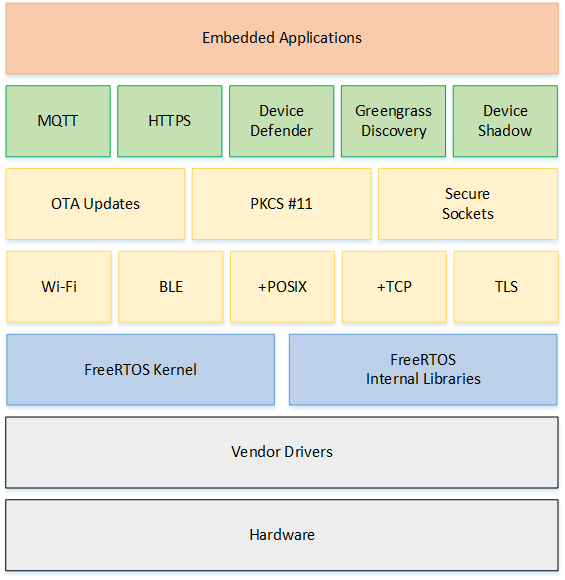 Embedded Applications
MQTT
HTTPS
Device
Defender
Greengrass
Discovery
Device
Shadow
OTA Updates
PKCS #11
Secure
Sockets
Wi-Fi
BLE
+POSIX
+TCP
TLS
FreeRTOS Kernel
FreeRTOS
Internal Libraries
Vendor Drivers
Hardware